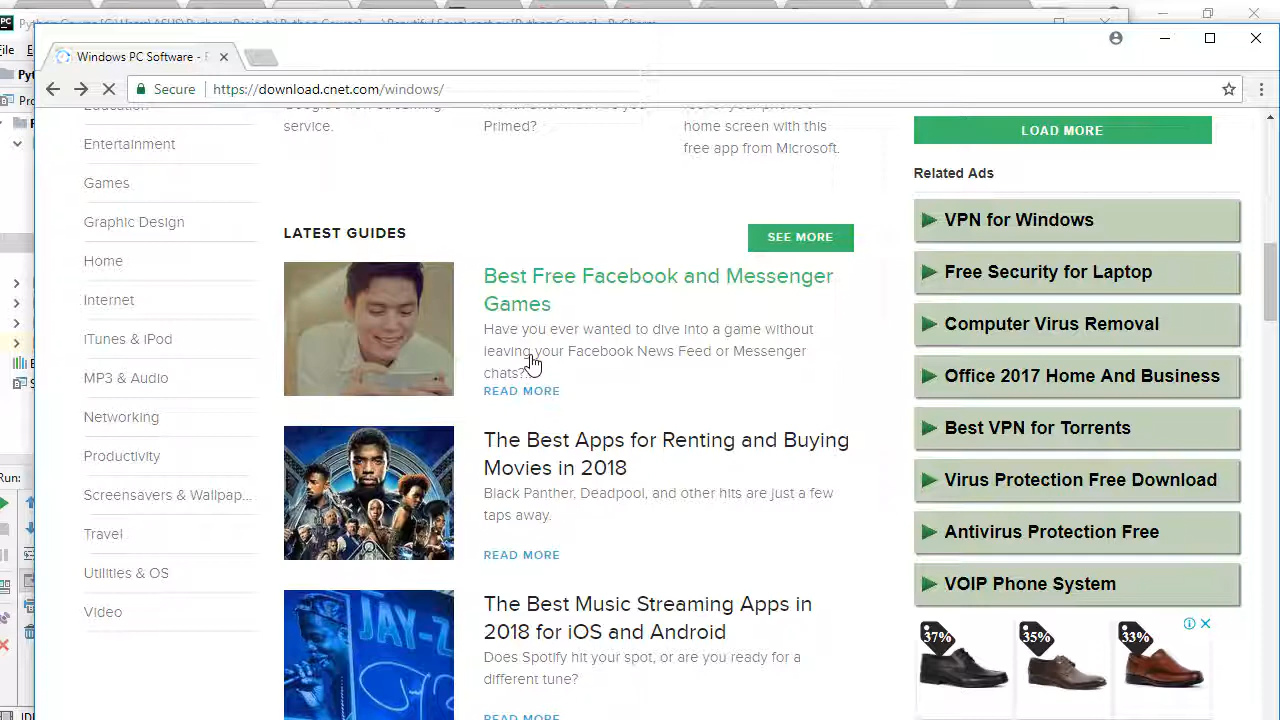 PC
Windows PC Software - F
Secure
https://download.cnet.com/windows/
File
Entertainment
Games
Graphic Design
Home
Internet
iTunes & iPod
MP3 & Audio
Networking
Productivity
Screensavers & Wallpap...
Travel
Utilities & OS
Video
Run:
service.
Primed?
home screen with this
free app from Microsoft.
LATEST GUIDES
SEE MORE
Best Free Facebook and Messenger
Games
Have you ever wanted to dive into a game without
leaving your Facebook News Feed or Messenger
chats?
READ MORE
The Best Apps for Renting and Buying
Movies in 2018
Black Panther, Deadpool, and other hits are just a few
taps away.
READ MORE
JAY-Z
The Best Music Streaming Apps in
2018 for iOS and Android
Does Spotify hit your spot, or are you ready for a
different tune?
READ MORE
LOAD MORE
Related Ads
VPN for Windows
Free Security for Laptop
Computer Virus Removal
Office 2017 Home And Business
Best VPN for Torrents
Virus Protection Free Download
Antivirus Protection Free
VOIP Phone System
37%
35%
33%